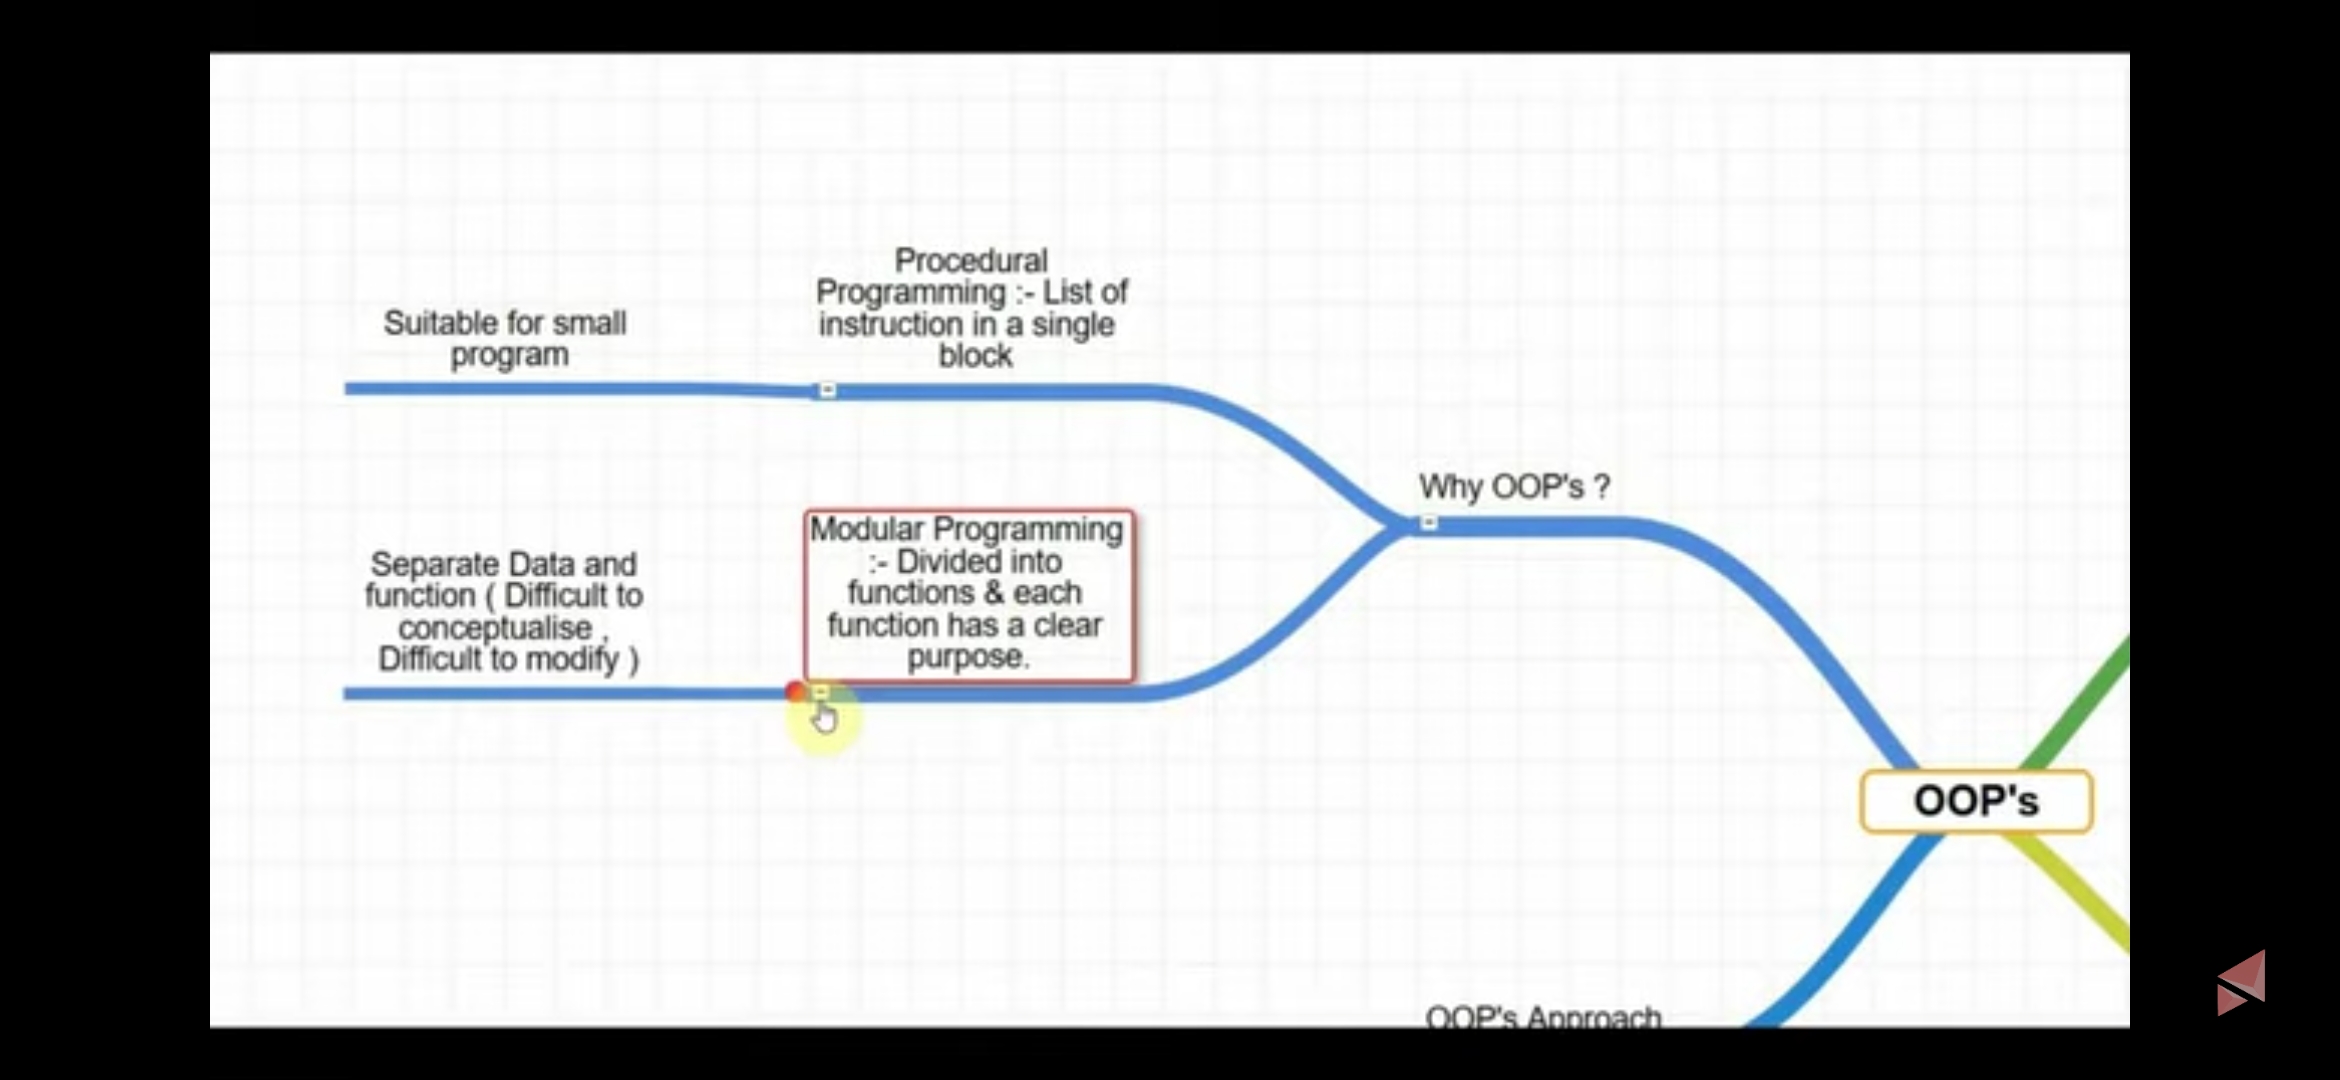 Procedural
Programming :- List of
instruction in a single
block
Suitable for small
program
Why OOP's ?
Modular Programming
:- Divided into
functions & each
function has a clear
purpose.
Separate Data and
function ( Difficult to
conceptualise ,
Difficult to modify )
OOP's
OOP's Approach